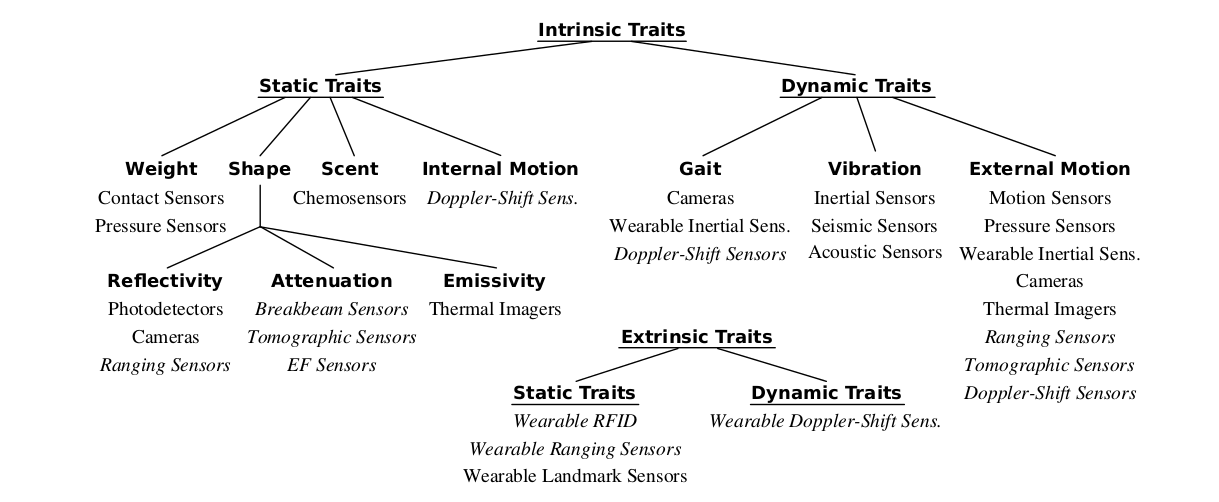 Intrinsic Traits
Static Traits
Dynamic Traits
Weight
Contact Sensors
Pressure Sensors
Shape
Scent
Chemosensors
Internal Motion
Doppler-Shift Sens.
Reflectivity
Photodetectors
Cameras
Ranging Sensors
Attenuation
Breakbeam Sensors
Tomographic Sensors
EF Sensors
Emissivity
Thermal Imagers
Gait
Cameras
Wearable Inertial Sens.
Doppler-Shift Sensors
Vibration
Inertial Sensors
Seismic Sensors
Acoustic Sensors
External Motion
Motion Sensors
Pressure Sensors
Wearable Inertial Sens.
Cameras
Thermal Imagers
Ranging Sensors
Tomographic Sensors
Doppler-Shift Sensors
Extrinsic Traits
Static Traits
Wearable RFID
Wearable Ranging Sensors
Wearable Landmark Sensors
Dynamic Traits
Wearable Doppler-Shift Sens.